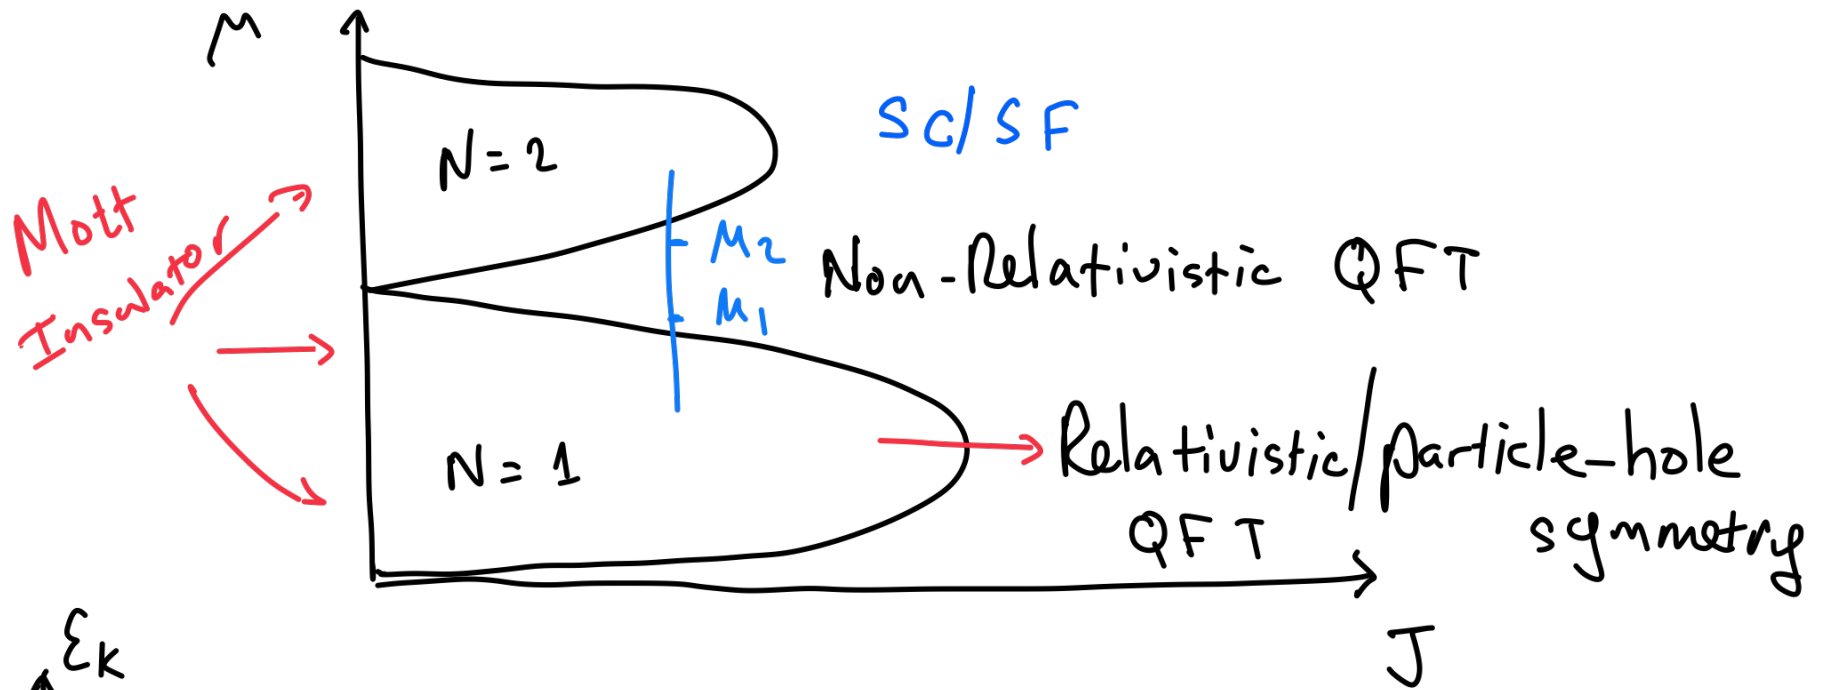 μ
SC/SF
N=2
Mott
Insulator
μ2
Non-Relativistic QFT
μ1
N=1
Relativistic/particle-hole
QFT symmetry
J
εk